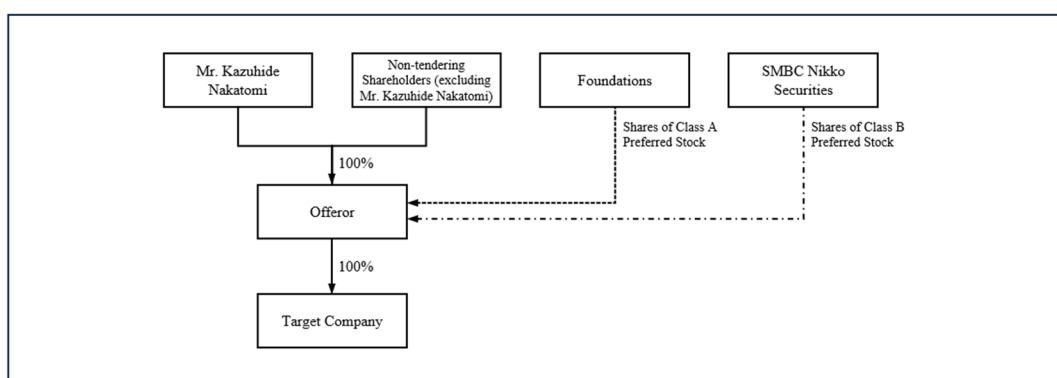 Mr. Kazuhide
Nakatomi
Non-tendering
Shareholders (excluding
Mr. Kazuhide Nakatomi)
Foundations
SMBC Nikko
Securities
Shares of Class A
Preferred Stock
Shares of Class B
Preferred Stock
100%
Offeror
100%
Target Company